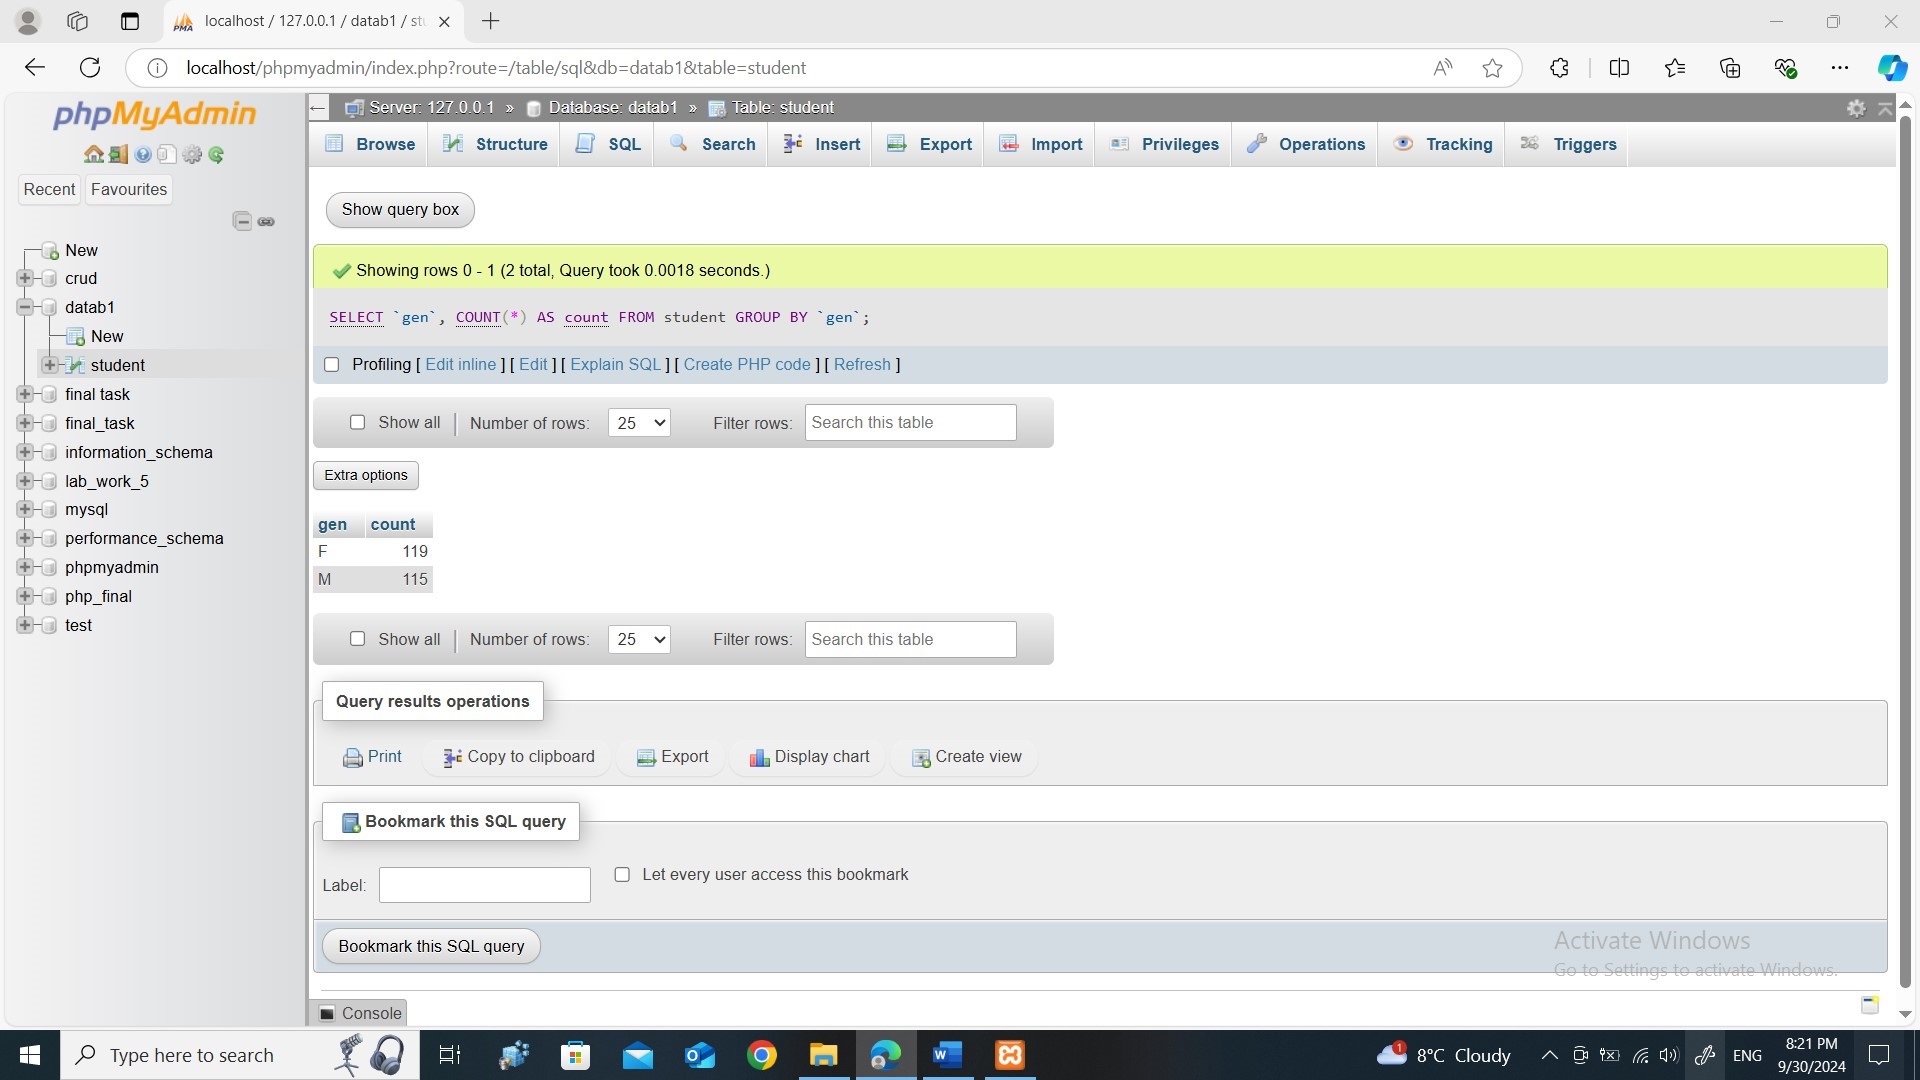 localhost / 127.0.0.1 / datab1 / stu
localhost/phpmyadmin/index.php?route=/table/sql&db=datab1&table=student
phpMyAdmin
Recent Favourites
New
crud
datab1
New
student
final task
final_task
information_schema
lab_work_5
mysql
performance_schema
phpmyadmin
php_final
test
Server: 127.0.0.1 » Database: datab1 » Table: student
Browse Structure SQL Search Insert Export Import Privileges Operations Tracking Triggers
Show query box
Showing rows 0 - 1 (2 total, Query took 0.0018 seconds.)
SELECT `gen`, COUNT(*) AS count FROM student GROUP BY `gen`;
Profiling [ Edit inline ] [ Edit ] [ Explain SQL ] [ Create PHP code ] [ Refresh ]
Show all | Number of rows: 25 Filter rows: Search this table
Extra options
gen count
F 119
M 115
Show all | Number of rows: 25 Filter rows: Search this table
Query results operations
Print Copy to clipboard Export Display chart Create view
Bookmark this SQL query
Label: Let every user access this bookmark
Bookmark this SQL query
Activate Windows
Go to Settings to activate Windows.
Console
Type here to search
1 8°C Cloudy ENG 8:21 PM
9/30/2024